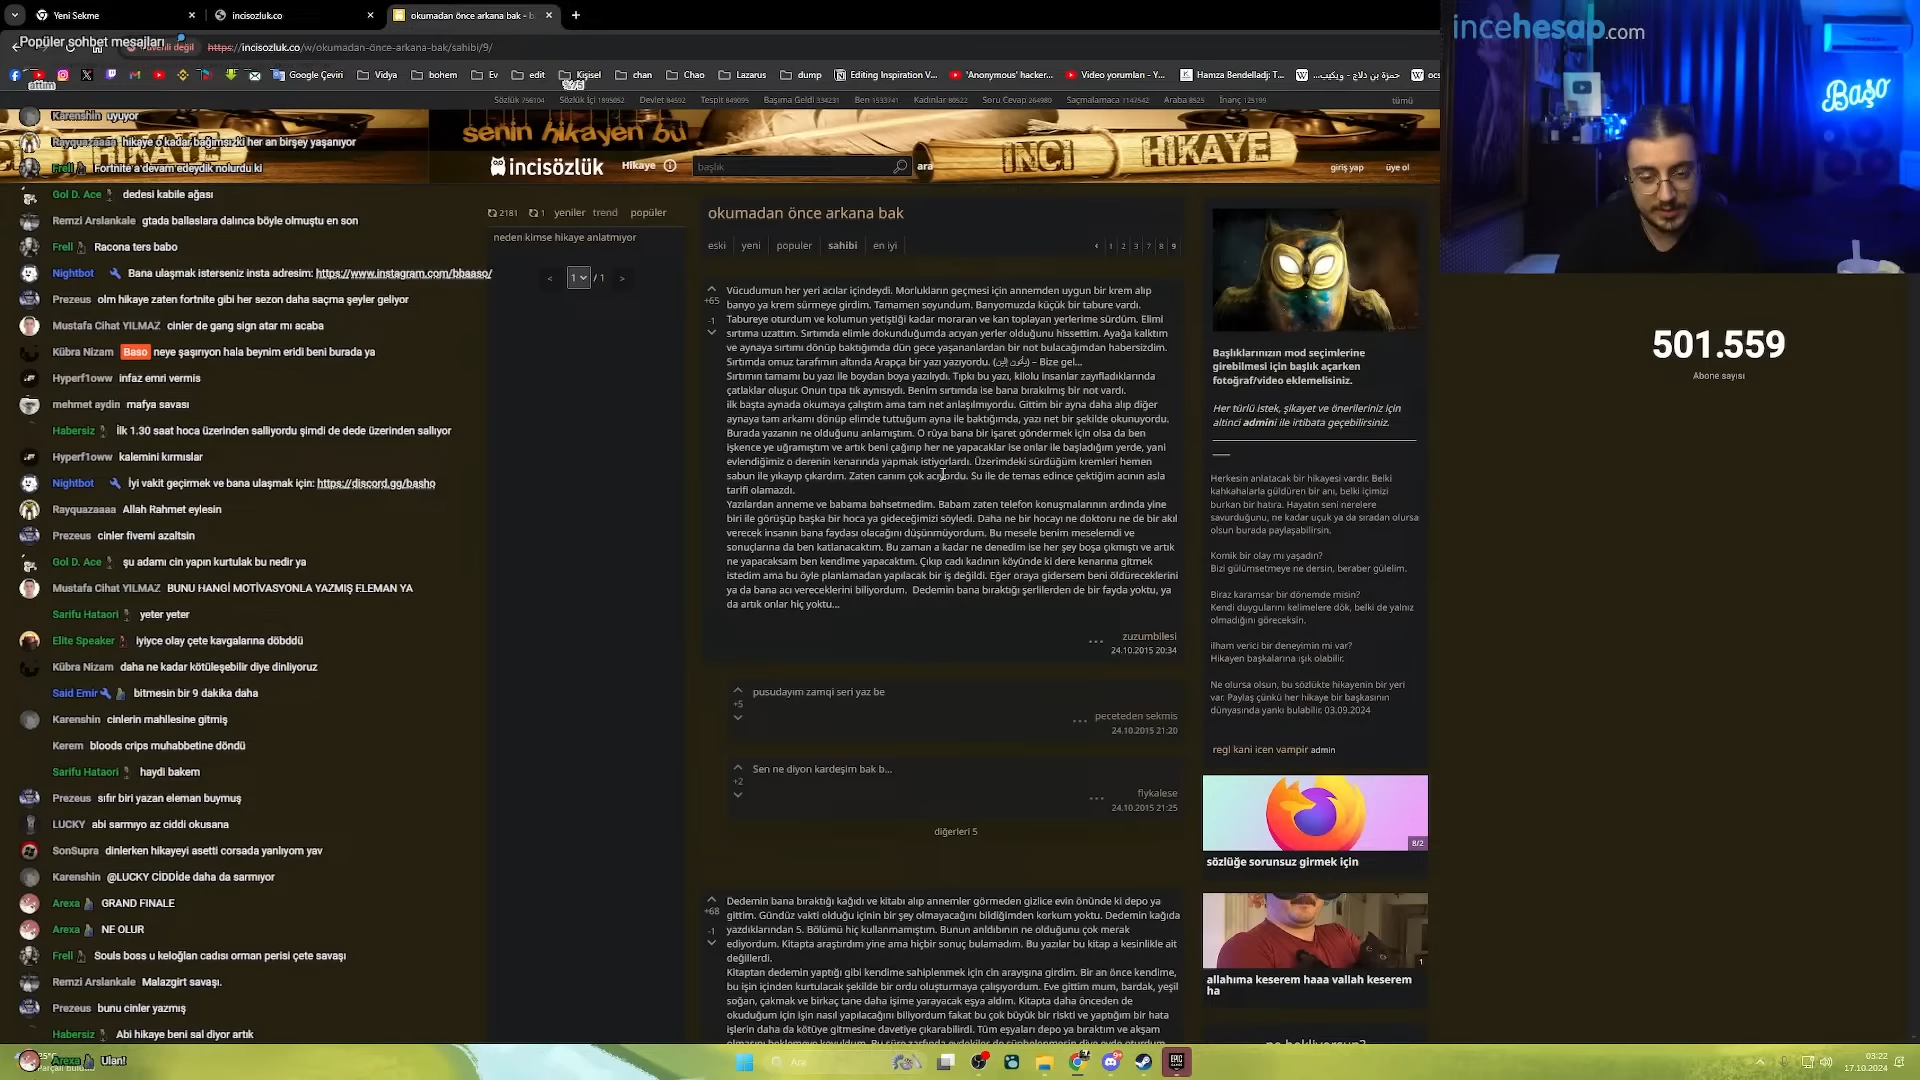 Yeni Sekme
incisozluk.co
okumadan önce arkana bak - b
Popüler sohbet mesajları
https://incisozluk.co/w/okumadan-önce-arkana-bak/sahibi/9/
Google Çeviri
Vidya
bohem
Ev
edit
Kişisel
chan
Chao
Lazarus
dump
Editing Inspiration V...
'Anonymous' hacker...
Video yorumları - Y...
Hamza Bendelladj: T...
attım
Sözlük 756104
Sözlük İçi 1895052
Devlet 84592
Tespit 849095
Başıma Geldi 334231
Ben 1533741
Kadınlar 80522
Soru Cevap 264980
Saçmalamaca 1147542
Araba 8525
İnanç 125199
tümü
Karenshin uyuyor
Rayquazaaaa hikaye o kadar bağımsızki her an birşey yaşanıyor
Frell Fortnite a devam edeydik nolurdu ki
Gol D. Ace dedesi kabile ağası
Remzi Arslankale gtada ballaslara dalınca böyle olmuştu en son
Frell Racona ters babo
Nightbot Bana ulaşmak isterseniz insta adresim: https://www.instagram.com/bbaaso/
Prezeus olm hikaye zaten fortnite gibi her sezon daha saçma şeyler geliyor
Mustafa Cihat YILMAZ cinler de gang sign atar mı acaba
Kübra Nizam Baso neye şaşırıyon hala beynim eridi beni burada ya
Hyperf1oww infaz emri vermis
mehmet aydin mafya savası
Habersiz İlk 1.30 saat hoca üzerinden sallıyordu şimdi de dede üzerinden sallıyor
Hyperf1oww kalemini kırmıslar
Nightbot İyi vakit geçirmek ve bana ulaşmak için: https://discord.gg/basho
Rayquazaaaa Allah Rahmet eylesin
Prezeus cinler fivemi azaltsin
Gol D. Ace şu adamı cin yapın kurtulak bu nedir ya
Mustafa Cihat YILMAZ BUNU HANGİ MOTİVASYONLA YAZMIŞ ELEMAN YA
Sarifu Hataori yeter yeter
Elite Speaker iyiyce olay çete kavgalarına döbddü
Kübra Nizam daha ne kadar kötüleşebilir diye dinliyoruz
Said Emir bitmesin bir 9 dakika daha
Karenshin cinlerin mahllesine gitmiş
Kerem bloods crips muhabbetine döndü
Sarifu Hataori haydi bakem
Prezeus sıfır biri yazan eleman buymuş
LUCKY abi sarmıyo az ciddi okusana
SonSupra dinlerken hikayeyi asetti corsada yanlıyom yav
Karenshin @LUCKY CİDDİde daha da sarmıyor
Arexa GRAND FINALE
Arexa NE OLUR
Frell Souls boss u keloğlan cadısı orman perisi çete savaşı
Remzi Arslankale Malazgirt savaşı.
Prezeus bunu cinler yazmış
Habersiz Abi hikaye beni sal diyor artık
Arexa Ulan!
senin hikayen bu
İNCİ HİKAYE
incisözlük
Hikaye
başlık
ara
giriş yap
üye ol
2181
1
yeniler
trend
popüler
neden kimse hikaye anlatmıyor
< 1 / 1 >
okumadan önce arkana bak
eski
yeni
populer
sahibi
en iyi
1 2 3 7 8 9
+65
-1
Vücudumun her yeri acılar içindeydi. Morlukların geçmesi için annemden uygun bir krem alıp
banyo ya krem sürmeye girdim. Tamamen soyundum. Banyomuzda küçük bir tabure vardı.
Tabureye oturdum ve kolumun yetiştiği kadar moraran ve kan toplayan yerlerime sürdüm. Elimi
sırtıma uzattım. Sırtımda elimle dokunduğumda acıyan yerler olduğunu hissettim. Ayağa kalktım
ve aynaya sırtımı dönüp baktığımda dün gece yaşananlardan bir not bulacağımdan habersizdim.
Sırtımda omuz tarafımın altında Arapça bir yazı yazıyordu. – Bize gel...
Sırtımın tamamı bu yazı ile boydan boya yazılıydı. Tıpkı bu yazı, kilolu insanlar zayıfladıklarında
çatlaklar oluşur. Onun tıpa tık aynısıydı. Benim sırtımda ise bana bırakılmış bir not vardı.
ilk başta aynada okumaya çalıştım ama tam net anlaşılmıyordu. Gittim bir ayna daha alıp diğer
aynaya tam arkamı dönüp elimde tuttuğum ayna ile baktığımda, yazı net bir şekilde okunuyordu.
Burada yazanın ne olduğunu anlamıştım. O rüya bana bir işaret göndermek için olsa da ben
işkence ye uğramıştım ve artık beni çağırıp her ne yapacaklar ise onlar ile başladığım yerde, yani
evlendiğimiz o derenin kenarında yapmak istiyorlardı. Üzerimdeki sürdüğüm kremleri hemen
sabun ile yıkayıp çıkardım. Zaten canım çok acıyordu. Su ile de temas edince çektiğim acının asla
tarifi olamazdı.
Yazılardan anneme ve babama bahsetmedim. Babam zaten telefon konuşmalarının ardında yine
biri ile görüşüp başka bir hoca ya gideceğimizi söyledi. Daha ne bir hocayı ne doktoru ne de bir akıl
verecek insanın bana faydası olacağını düşünmüyordum. Bu mesele benim meselemdi ve
sonuçlarına da ben katlanacaktım. Bu zaman a kadar ne denedim ise her şey boşa çıkmıştı ve artık
ne yapacaksam ben kendime yapacaktım. Çıkıp cadı kadının köyünde ki dere kenarına gitmek
istedim ama bu öyle planlamadan yapılacak bir iş değildi. Eğer oraya gidersem beni öldüreceklerini
ya da bana acı vereceklerini biliyordum. Dedemin bana bıraktığı şerlilerden de bir fayda yoktu, ya
da artık onlar hiç yoktu...
zuzumbllesi
24.10.2015 20:34
+5
pusudayım zamqi seri yaz be
peceteden sekmis
24.10.2015 21:20
+2
Sen ne diyon kardeşim bak b...
flykalese
24.10.2015 21:25
diğerleri 5
+68
-1
Dedemin bana bıraktığı kağıdı ve kitabı alıp annemler görmeden gizlice evin önünde ki depo ya
gittim. Gündüz vakti olduğu içinin bir şey olmayacağını bildiğimden korkum yoktu. Dedemin kağıda
yazdıklarından 5. Bölümü hiç kullanmamıştım. Bunun anldıbının ne olduğunu çok merak
ediyordum. Kitapta araştırdım yine ama hiçbir sonuç bulamadım. Bu yazılar bu kitap a kesinlikle ait
değillerdi.
Kitaptan dedemin yaptığı gibi kendime sahiplenmek için cin arayışına girdim. Bir an önce kendime,
bu işin içinden kurtulacak şekilde bir ordu oluşturmaya çalışıyordum. Eve gittim mum, bardak, yeşil
soğan, çakmak ve birkaç tane daha işime yarayacak eşya aldım. Kitapta daha önceden de
okuduğum için işin nasıl yapılacağını biliyordum fakat bu çok büyük bir riskti ve yaptığım bir hata
işlerin daha da kötüye gitmesine davetiye çıkarabilirdi. Tüm eşyaları depo ya bıraktım ve akşam
Başlıklarınızın mod seçimlerine
girebilmesi için başlık açarken
fotoğraf/video eklemelisiniz.
Her türlü istek, şikayet ve önerileriniz için
altinci admini ile irtibata geçebilirsiniz.
Herkesin anlatacak bir hikayesi vardır. Belki
kahkahalarla güldüren bir anı, belki içimizi
burkan bir hatıra. Hayatın seni nerelere
savurduğunu, ne kadar uçuk ya da sıradan olursa
olsun burada paylaşabilirsin.
Komik bir olay mı yaşadın?
Bizi gülümsetmeye ne dersin, beraber gülelim.
Biraz karamsar bir dönemde misin?
Kendi duygularını kelimelere dök, belki de yalnız
olmadığını göreceksin.
ilham verici bir deneyimin mi var?
Hikayen başkalarına ışık olabilir.
Ne olursa olsun, bu sözlükte hikayenin bir yeri
var. Paylaş çünkü her hikaye bir başkasının
dünyasında yankı bulabilir. 03.09.2024
regl kani icen vampir admin
8/2
sözlüğe sorunsuz girmek için
1
allahıma keserem haaa vallah keserem
ha
incehesap.com
Başo
501.559
Abone sayısı
Ara
03:22
17.10.2024